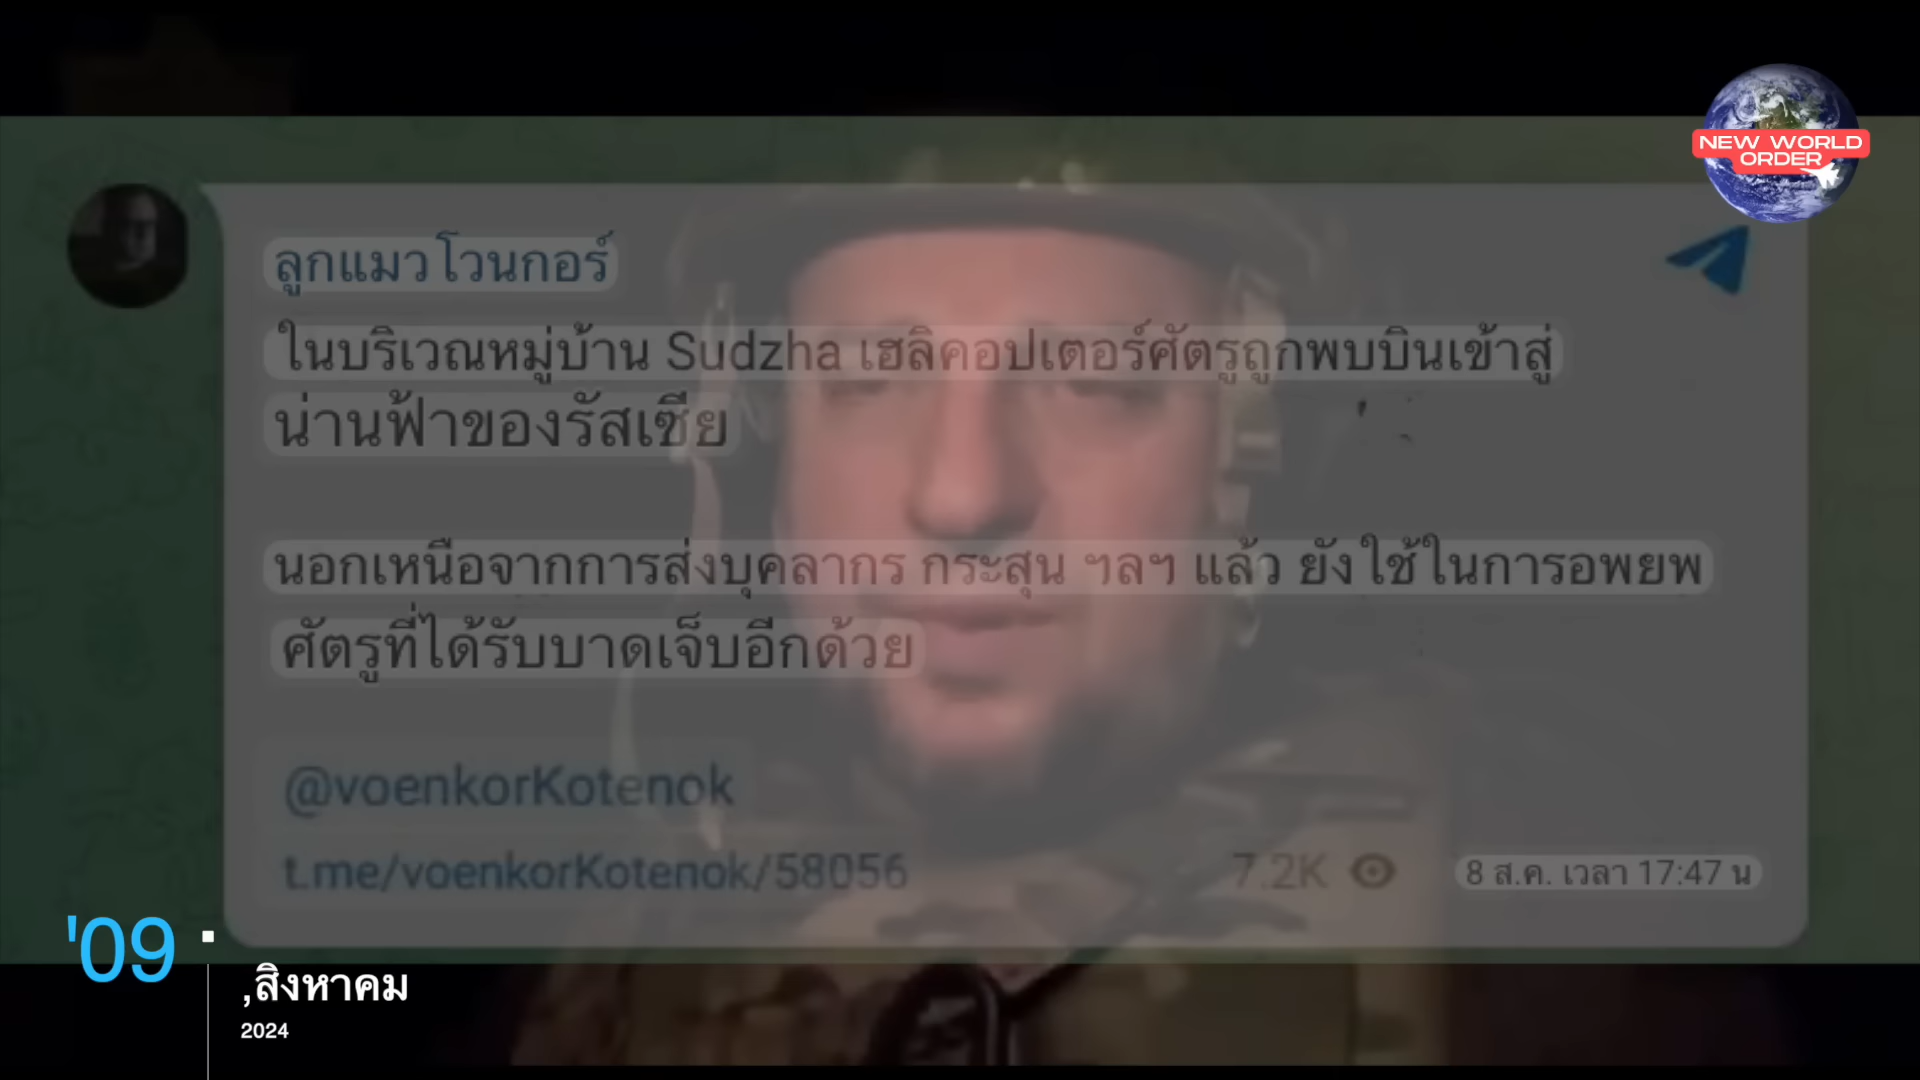 NEW WORLD
ORDER
ลูกแมวโวนกอร์
ในบริเวณหมู่บ้าน Sudzha เฮลิคอปเตอร์ศัตรูถูกพบบินเข้าสู่
น่านฟ้าของรัสเซีย
นอกเหนือจากการส่งบุคลากร กระสุน ฯลฯ แล้ว ยังใช้ในการอพยพ
ศัตรูที่ได้รับบาดเจ็บอีกด้วย
@voenkorKotenok
t.me/voenkorKotenok/58056
7.2K
8 ส.ค. เวลา 17:47 น
'09
,สิงหาคม
2024